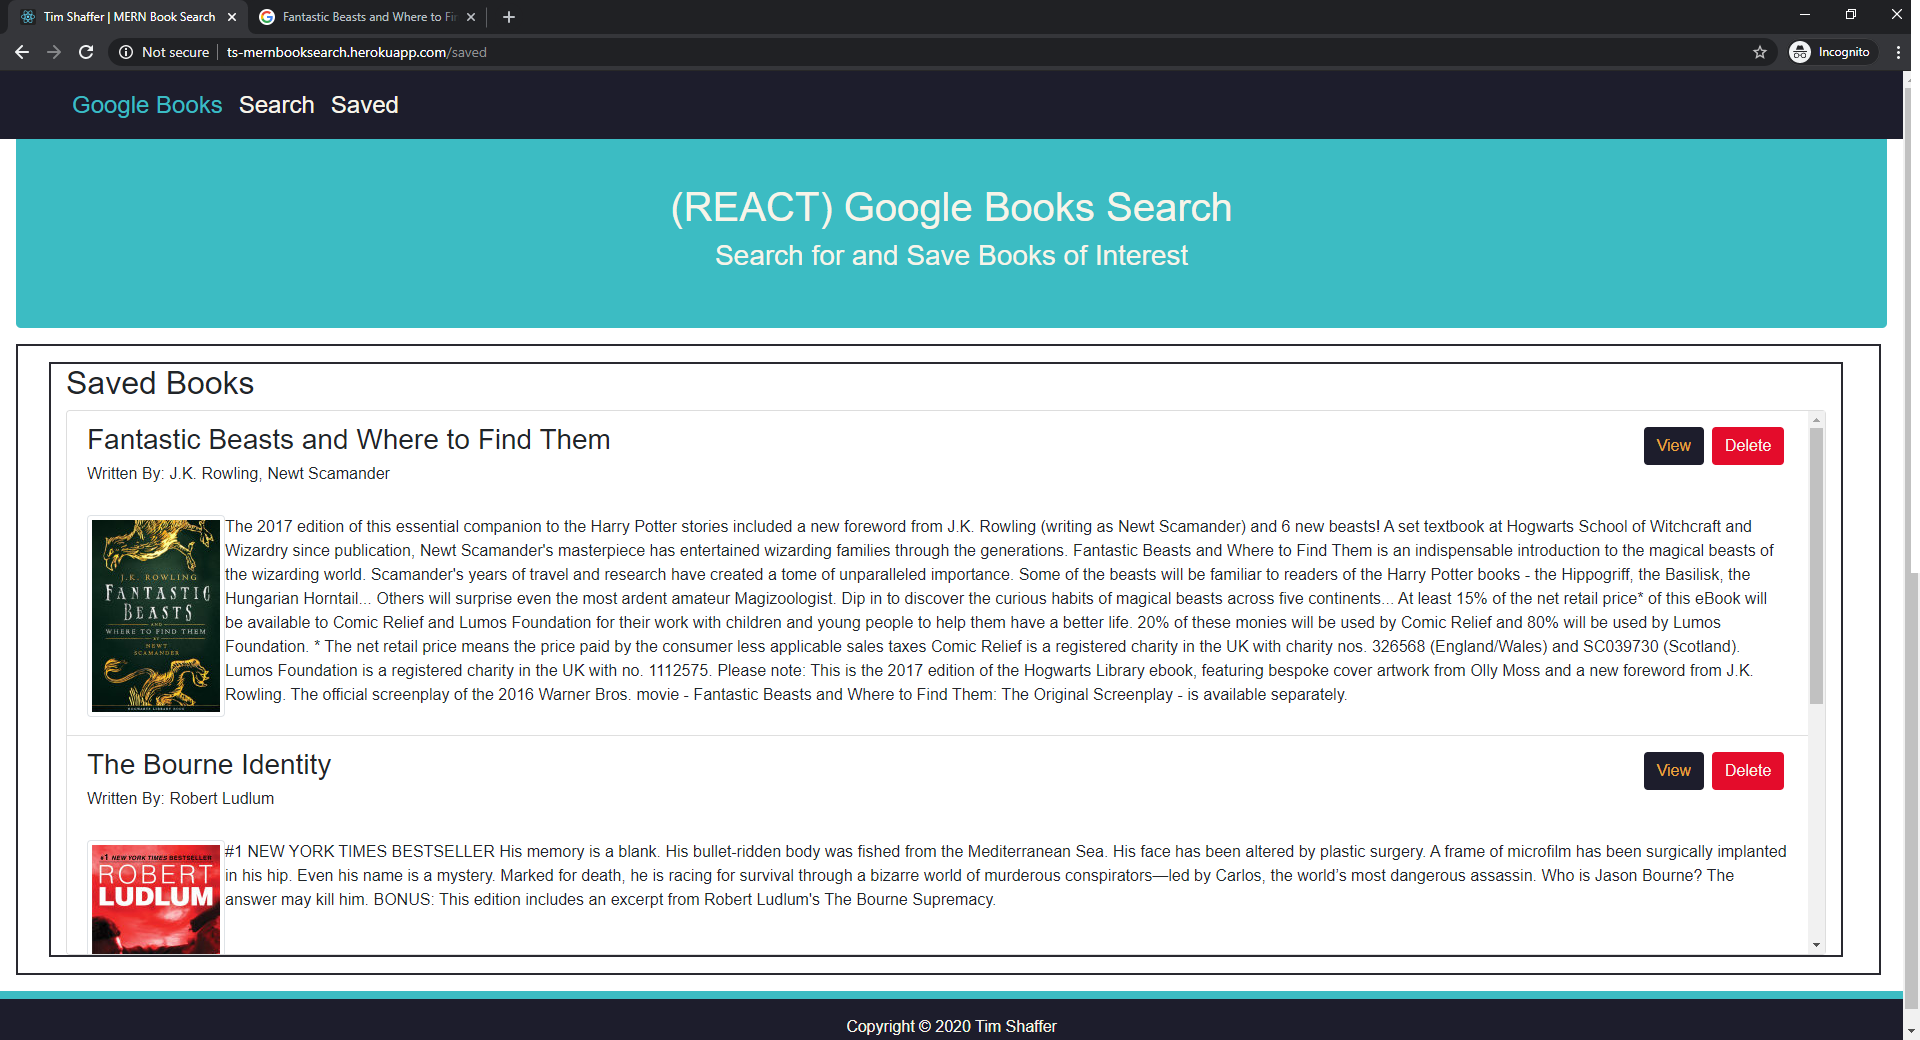 Tim Shaffer | MERN Book Search
Fantastic Beasts and Where to Fi
Not secure
ts-mernbooksearch.herokuapp.com/saved
Incognito
Google Books Search Saved
(REACT) Google Books Search
Search for and Save Books of Interest
Saved Books
Fantastic Beasts and Where to Find Them
View Delete
Written By: J.K. Rowling, Newt Scamander
J.K. ROWLING
FANTASTIC
BEASTS
AND
WHERE TO FIND THEM
BY
NEWT
SCAMANDER
HOGWARTS LIBRARY BOOK
The 2017 edition of this essential companion to the Harry Potter stories included a new foreword from J.K. Rowling (writing as Newt Scamander) and 6 new beasts! A set textbook at Hogwarts School of Witchcraft and
Wizardry since publication, Newt Scamander's masterpiece has entertained wizarding families through the generations. Fantastic Beasts and Where to Find Them is an indispensable introduction to the magical beasts of
the wizarding world. Scamander's years of travel and research have created a tome of unparalleled importance. Some of the beasts will be familiar to readers of the Harry Potter books - the Hippogriff, the Basilisk, the
Hungarian Horntail... Others will surprise even the most ardent amateur Magizoologist. Dip in to discover the curious habits of magical beasts across five continents... At least 15% of the net retail price* of this eBook will
be available to Comic Relief and Lumos Foundation for their work with children and young people to help them have a better life. 20% of these monies will be used by Comic Relief and 80% will be used by Lumos
Foundation. * The net retail price means the price paid by the consumer less applicable sales taxes Comic Relief is a registered charity in the UK with charity nos. 326568 (England/Wales) and SC039730 (Scotland).
Lumos Foundation is a registered charity in the UK with no. 1112575. Please note: This is the 2017 edition of the Hogwarts Library ebook, featuring bespoke cover artwork from Olly Moss and a new foreword from J.K.
Rowling. The official screenplay of the 2016 Warner Bros. movie - Fantastic Beasts and Where to Find Them: The Original Screenplay - is available separately.
The Bourne Identity
View Delete
Written By: Robert Ludlum
#1 NEW YORK TIMES BESTSELLER
ROBERT
LUDLUM
#1 NEW YORK TIMES BESTSELLER His memory is a blank. His bullet-ridden body was fished from the Mediterranean Sea. His face has been altered by plastic surgery. A frame of microfilm has been surgically implanted
in his hip. Even his name is a mystery. Marked for death, he is racing for survival through a bizarre world of murderous conspirators—led by Carlos, the world’s most dangerous assassin. Who is Jason Bourne? The
answer may kill him. BONUS: This edition includes an excerpt from Robert Ludlum's The Bourne Supremacy.
Copyright © 2020 Tim Shaffer